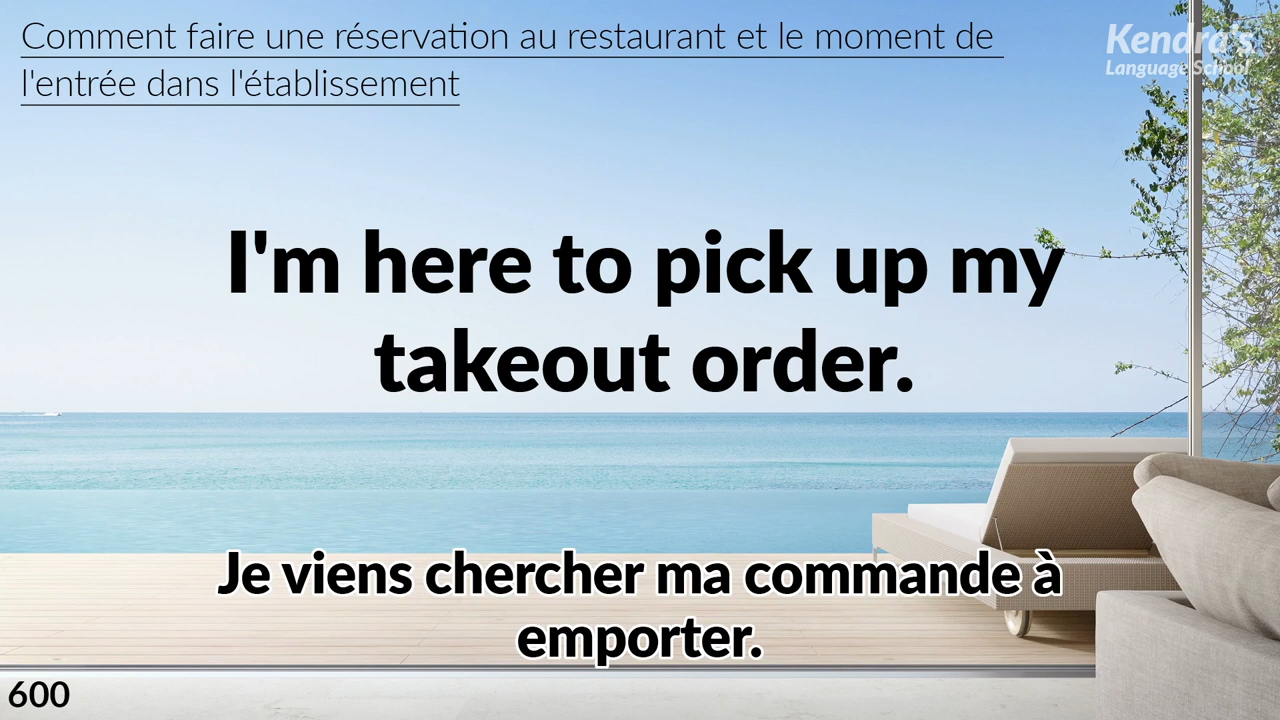 Comment faire une réservation au restaurant et le moment de
l'entrée dans l'établissement
Kendra's
Language School
I'm here to pick up my
takeout order.
Je viens chercher ma commande à
emporter.
600